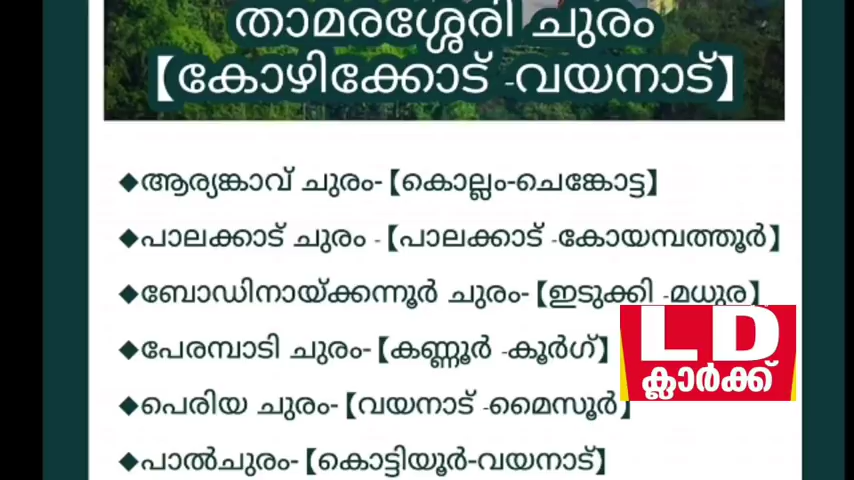 താമരശ്ശേരി ചുരം
【കോഴിക്കോട് -വയനാട്】
◆ആര്യങ്കാവ് ചുരം-【കൊല്ലം-ചെങ്കോട്ട】
◆പാലക്കാട് ചുരം -【പാലക്കാട് -കോയമ്പത്തൂർ】
◆ബോഡിനായ്ക്കന്നൂർ ചുരം-【ഇടുക്കി -മധുര】
◆പേരമ്പാടി ചുരം-【കണ്ണൂർ -കൂർഗ്】
◆പെരിയ ചുരം-【വയനാട് -മൈസൂർ】
◆പാൽചുരം-【കൊട്ടിയൂർ-വയനാട്】
LD
ക്ലാർക്ക്